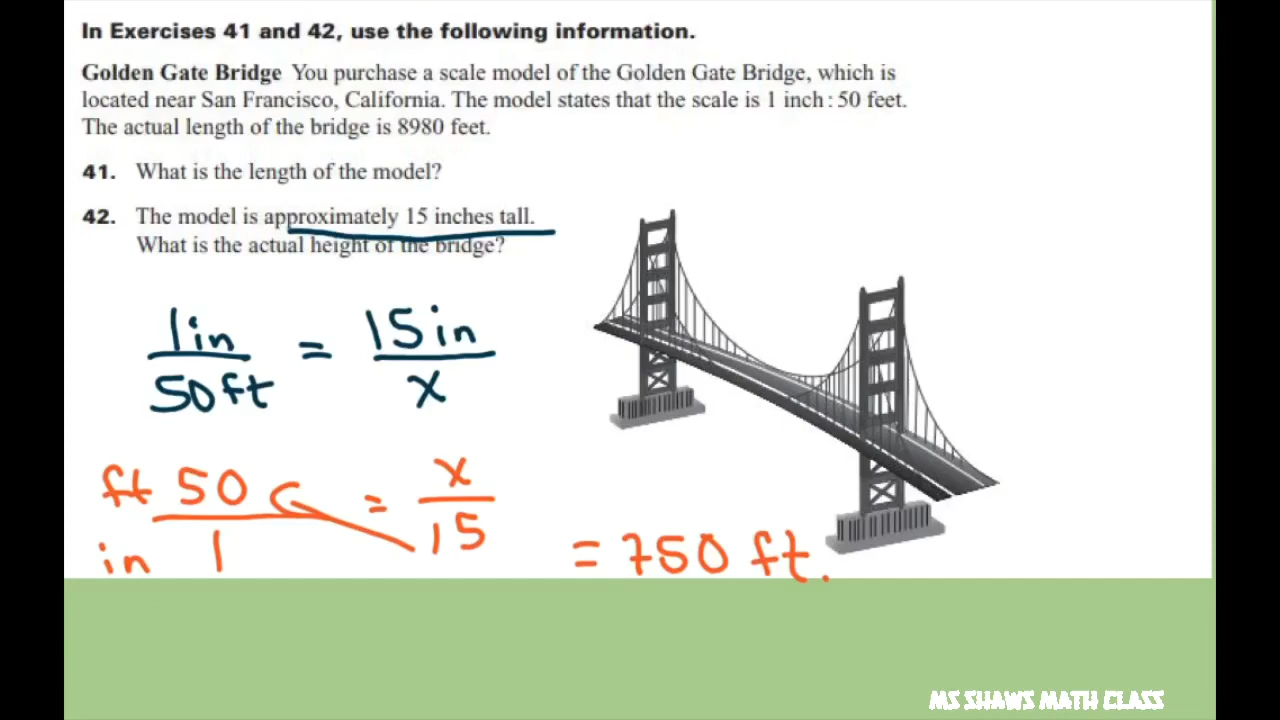 In Exercises 41 and 42, use the following information.
Golden Gate Bridge You purchase a scale model of the Golden Gate Bridge, which is
located near San Francisco, California. The model states that the scale is 1 inch : 50 feet.
The actual length of the bridge is 8980 feet.
41. What is the length of the model?
42. The model is approximately 15 inches tall.
What is the actual height of the bridge?
1in = 15in
50ft x
ft 50 = x
in 1 15
= 750 ft.
MS SHAWS MATH CLASS